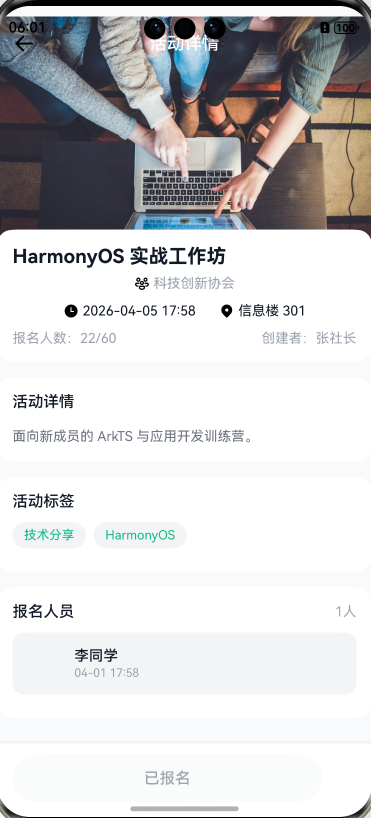 06:01
100
活动详情
HarmonyOS 实战工作坊
科技创新协会
2026-04-05 17:58 信息楼 301
报名人数：22/60 创建者：张社长
活动详情
面向新成员的 ArkTS 与应用开发训练营。
活动标签
技术分享 HarmonyOS
报名人员 1人
李同学
04-01 17:58
已报名